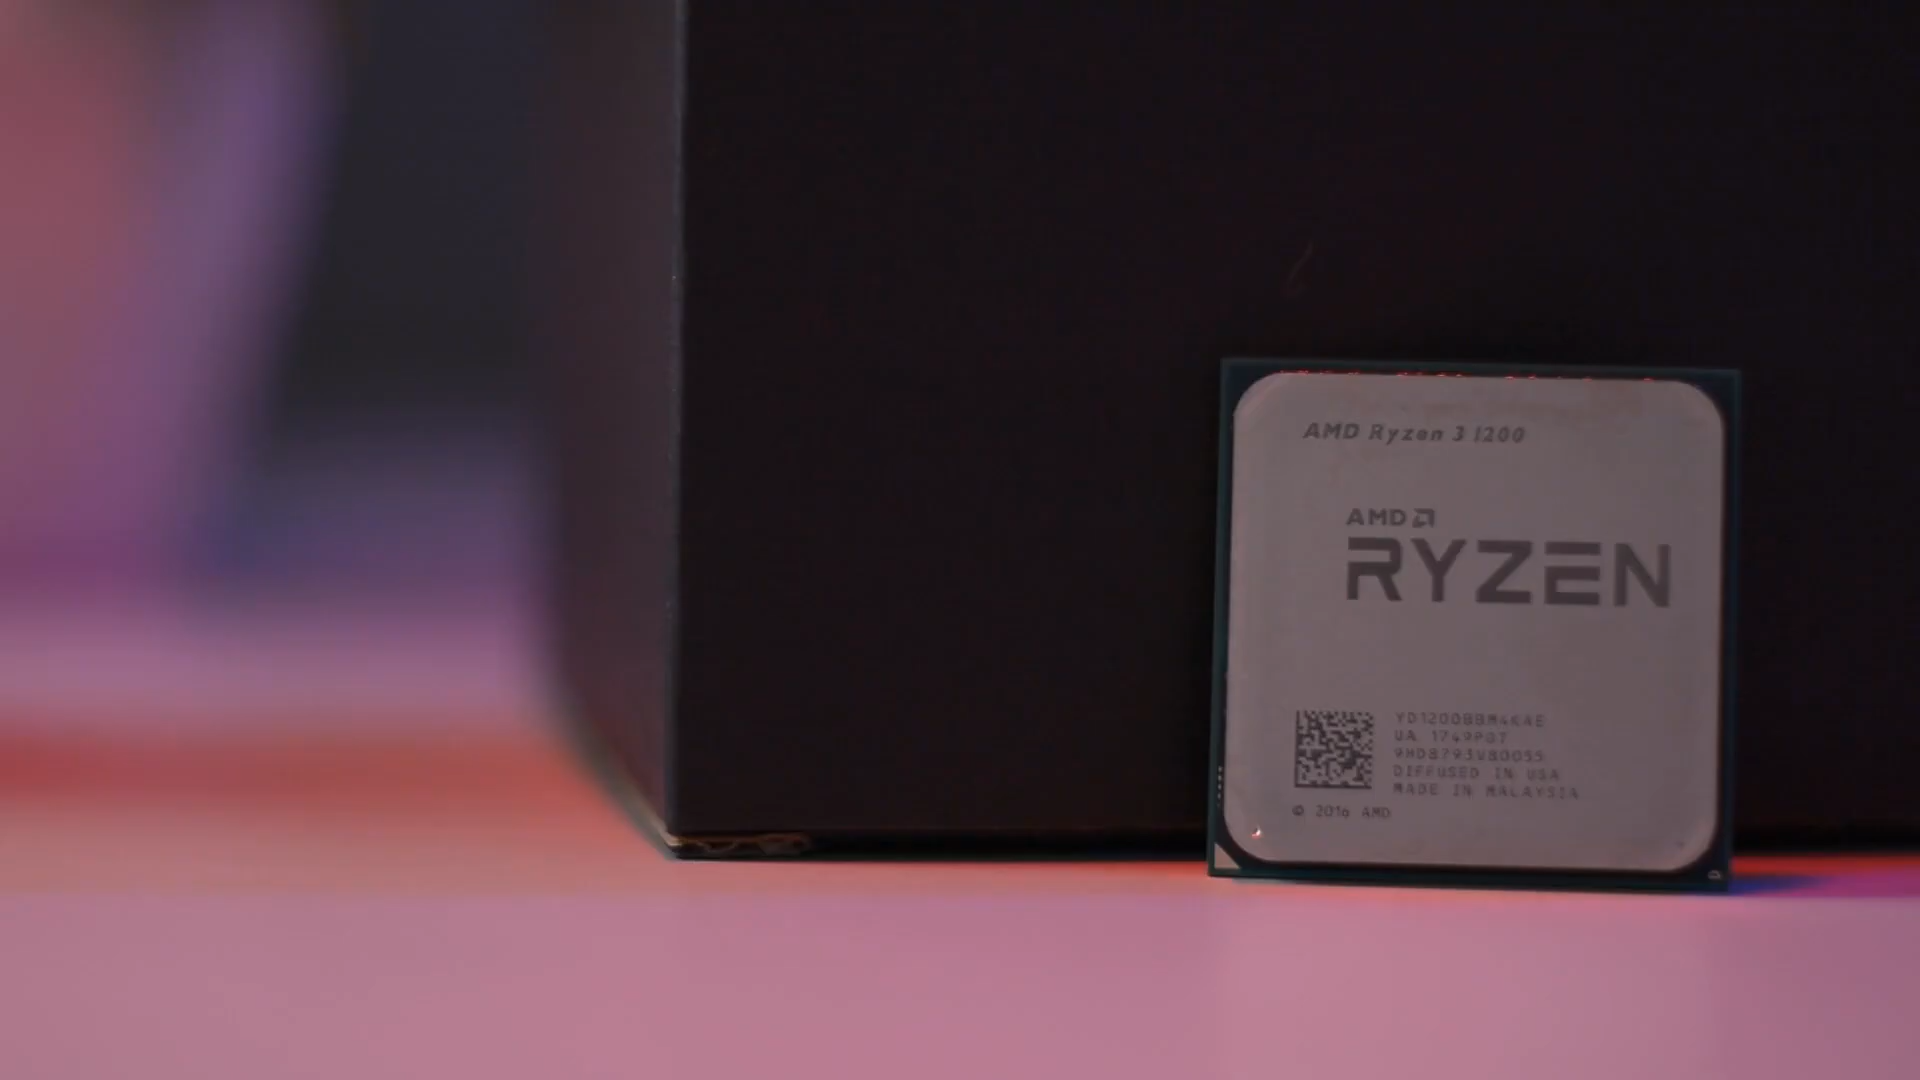 AMD Ryzen 3 1200
AMD
RYZEN
YD1200BBM4KAE
UA 1749PGT
9HD8793V80055
DIFFUSED IN USA
MADE IN MALAYSIA
© 2016 AMD